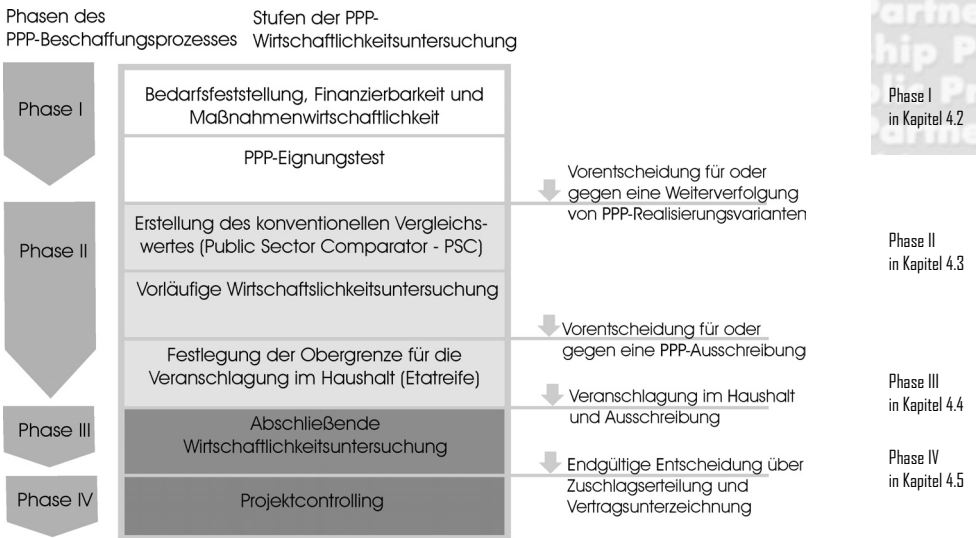 Phasen des
PPP-Beschaffungsprozesses
Stufen der PPP-
Wirtschaftlichkeitsuntersuchung
Phase I
Bedarfsfeststellung, Finanzierbarkeit und
Maßnahmenwirtschaftlichkeit
PPP-Eignungstest
Vorentscheidung für oder
gegen eine Weiterverfolgung
von PPP-Realisierungsvarianten
Phase II
Erstellung des konventionellen Vergleichs-
wertes (Public Sector Comparator - PSC)
Vorläufige Wirtschaftslichkeitsuntersuchung
Vorentscheidung für oder
gegen eine PPP-Ausschreibung
Festlegung der Obergrenze für die
Veranschlagung im Haushalt (Etatreife)
Veranschlagung im Haushalt
und Ausschreibung
Phase III
Abschließende
Wirtschaftlichkeitsuntersuchung
Endgültige Entscheidung über
Zuschlagserteilung und
Vertragsunterzeichnung
Phase IV
Projektcontrolling
Phase I
in Kapitel 4.2
Phase II
in Kapitel 4.3
Phase III
in Kapitel 4.4
Phase IV
in Kapitel 4.5